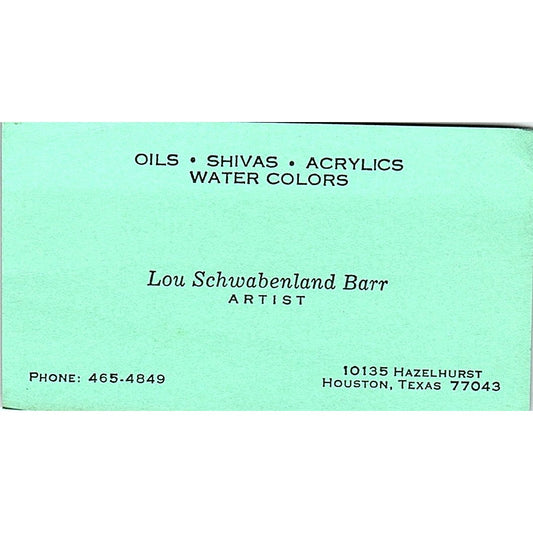 OILS • SHIVAS • ACRYLICS
WATER COLORS
Lou Schwabenland Barr
ARTIST
PHONE: 465-4849
10135 HAZELHURST
HOUSTON, TEXAS 77043